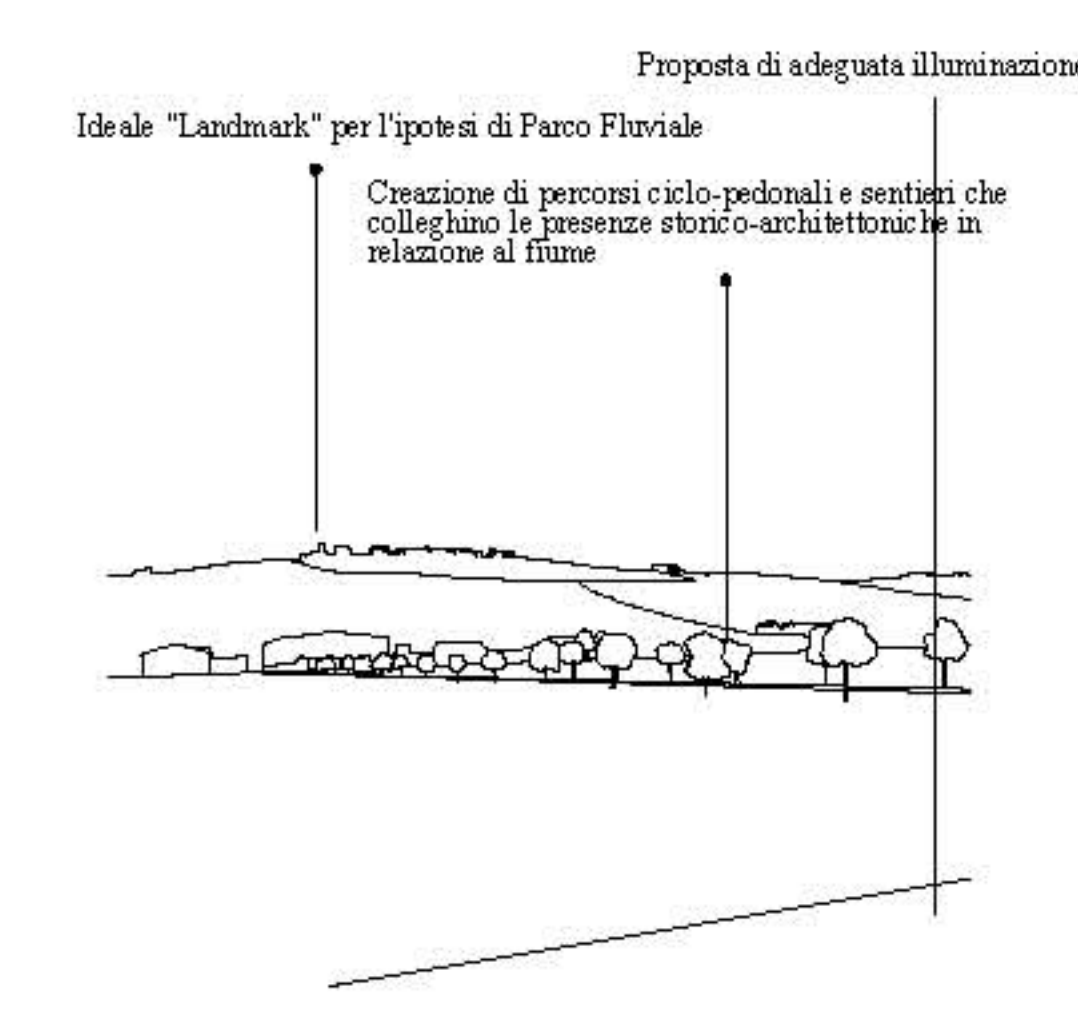 Proposta di adeguata illuminazione
Ideale "Landmark" per l'ipotesi di Parco Fluviale
Creazione di percorsi ciclo-pedonali e sentieri che
colleghino le presenze storico-architettoniche in
relazione al fiume